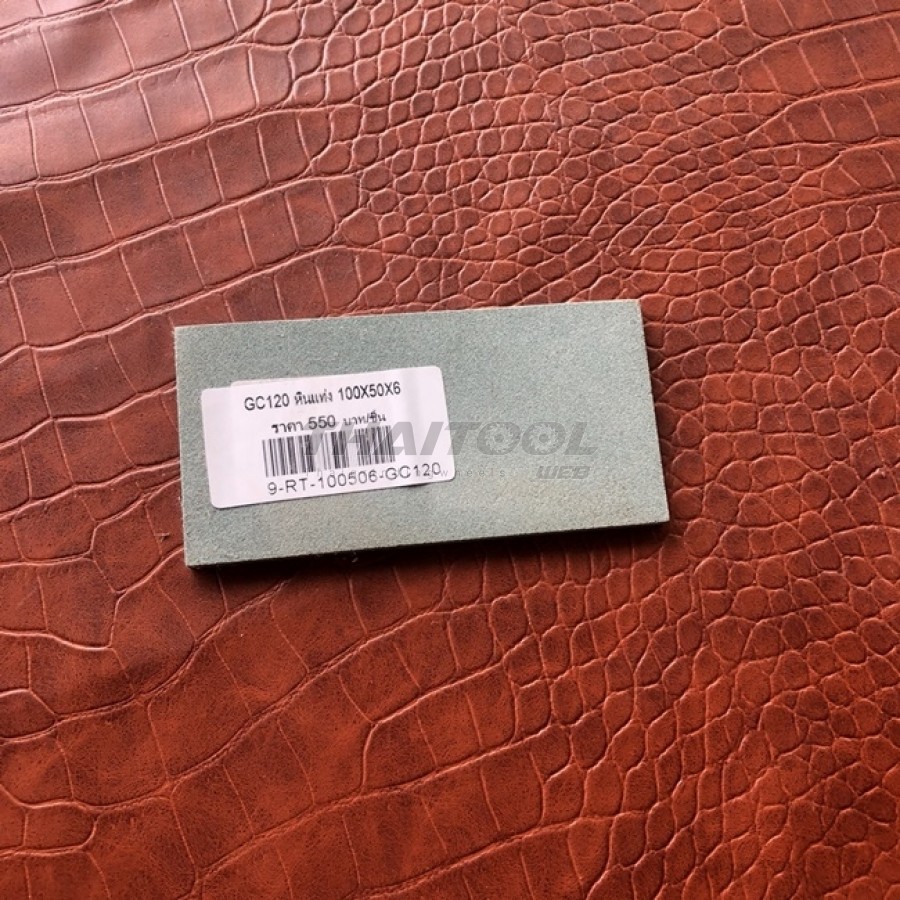 GC120 หินแท่ง 100X50X6
ราคา 550 บาท/ชิ้น
9-RT-100506-GC120
THAITOOL
WEB